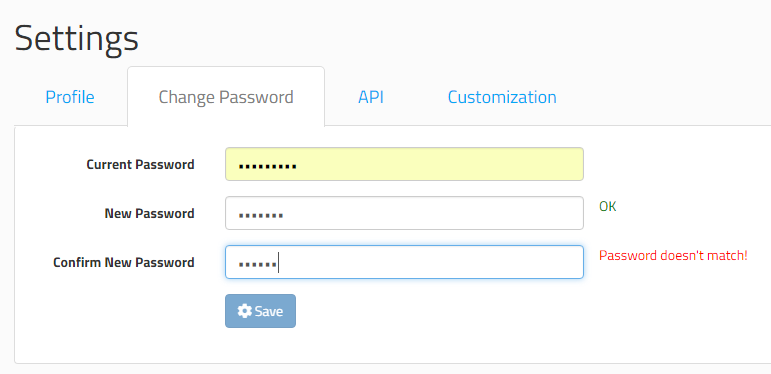 Settings
Profile Change Password API Customization
Current Password •••••••••
New Password ••••••• OK
Confirm New Password •••••• Password doesn't match!
Save